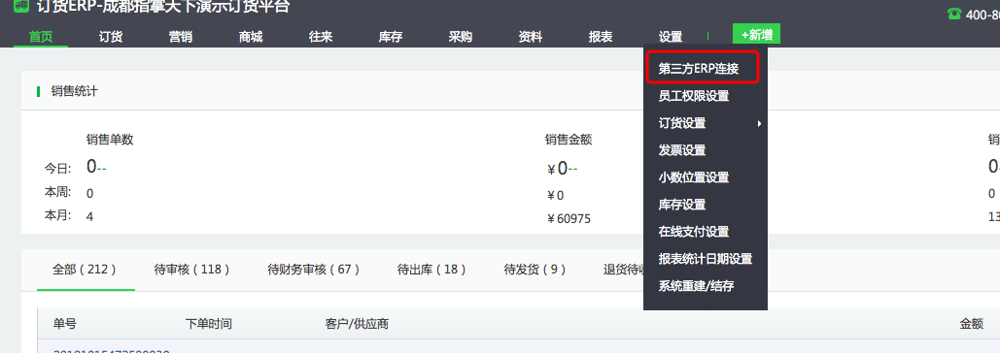 订货ERP-成都指掌天下演示订货平台
400-80
首页 订货 营销 商城 往来 库存 采购 资料 报表 设置 +新增
第三方ERP连接
员工权限设置
订货设置
发票设置
小数位置设置
库存设置
在线支付设置
报表统计日期设置
系统重建/结存
销售统计
销售单数 销售金额 销
今日: 0-- ¥0-- 0
本周: 0 ¥0 0
本月: 4 ¥60975 13
全部（212） 待审核（118） 待财务审核（67） 待出库（18） 待发货（9） 退货待
单号 下单时间 客户/供应商 金额